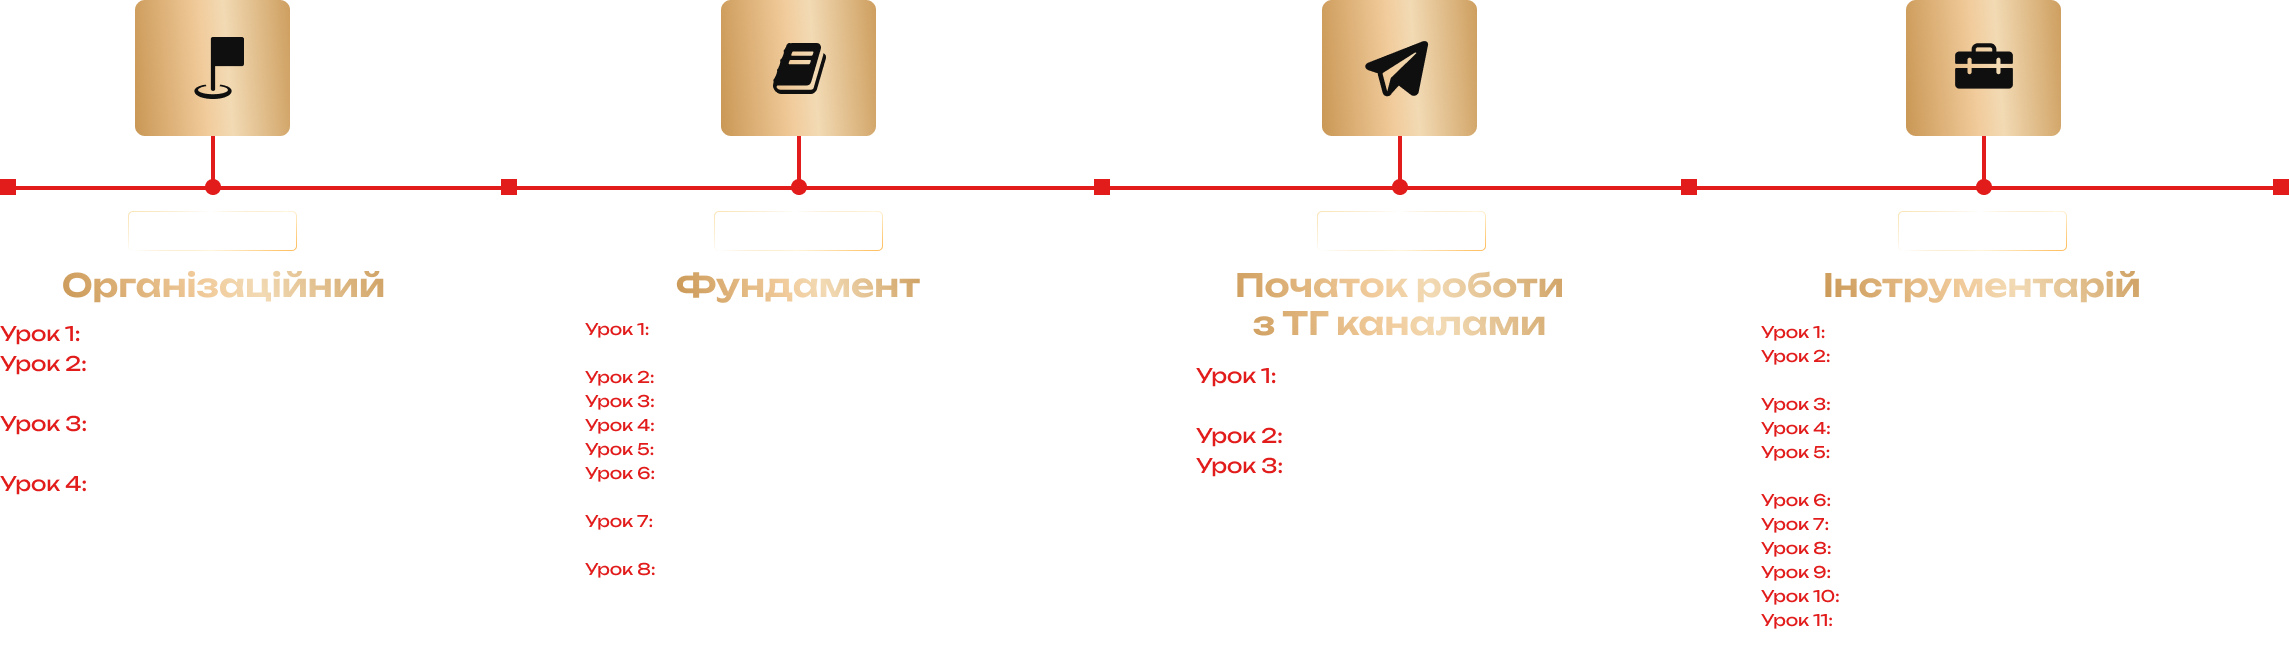 Організаційний
Урок 1:
Урок 2:
Урок 3:
Урок 4:
Фундамент
Урок 1:
Урок 2:
Урок 3:
Урок 4:
Урок 5:
Урок 6:
Урок 7:
Урок 8:
Початок роботи
з ТГ каналами
Урок 1:
Урок 2:
Урок 3:
Інструментарій
Урок 1:
Урок 2:
Урок 3:
Урок 4:
Урок 5:
Урок 6:
Урок 7:
Урок 8:
Урок 9:
Урок 10:
Урок 11: